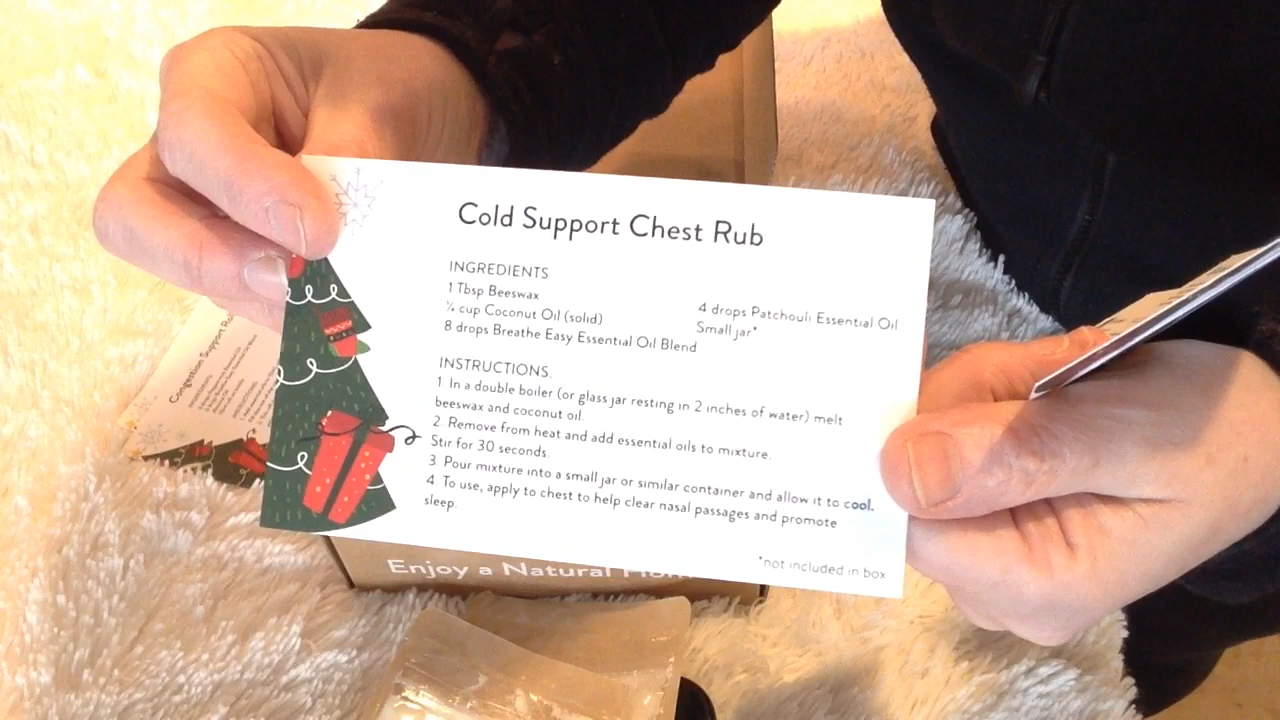 Cold Support Chest Rub
INGREDIENTS
1 Tbsp Beeswax
¼ cup Coconut Oil (solid)
8 drops Breathe Easy Essential Oil Blend
4 drops Patchouli Essential Oil
Small jar*
INSTRUCTIONS.
1. In a double boiler (or glass jar resting in 2 inches of water) melt
beeswax and coconut oil.
2. Remove from heat and add essential oils to mixture.
Stir for 30 seconds.
3. Pour mixture into a small jar or similar container and allow it to cool.
4. To use, apply to chest to help clear nasal passages and promote
sleep.
*not included in box
Congestion Support
Enjoy a Natural